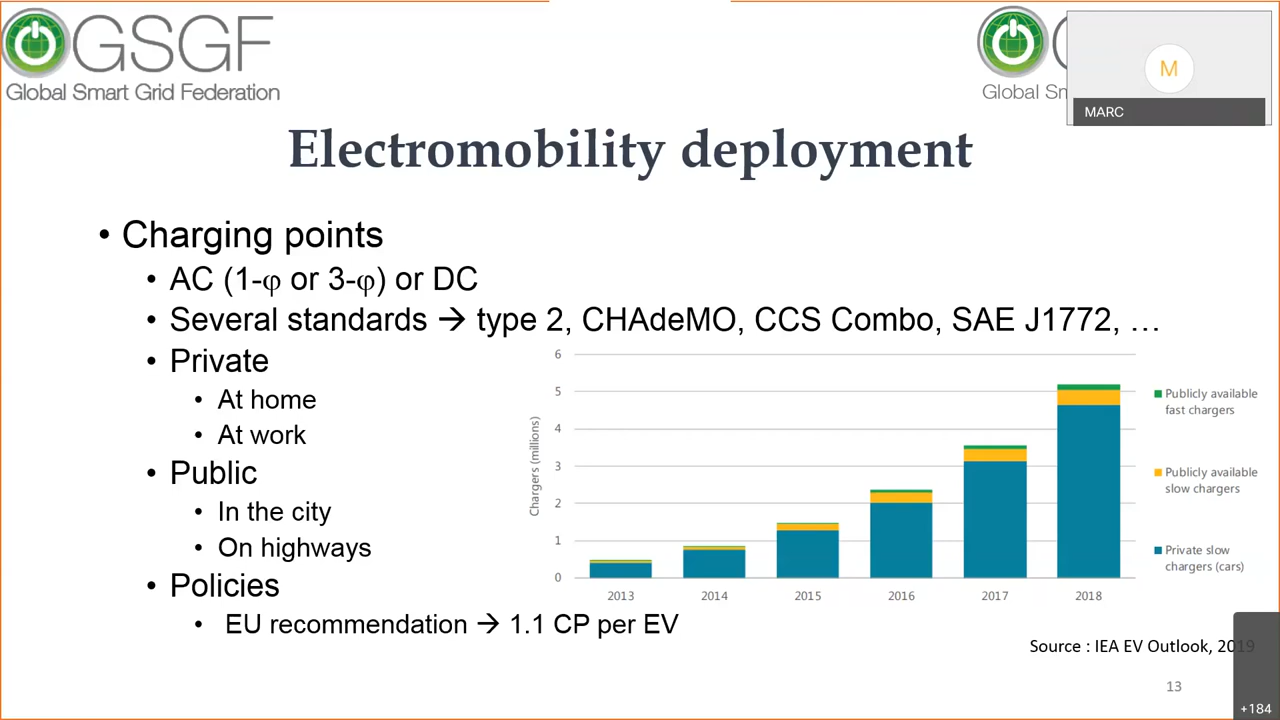 GSGF
Global Smart Grid Federation
Global Sm
M
MARC
Electromobility deployment
• Charging points
• AC (1-φ or 3-φ) or DC
• Several standards → type 2, CHAdeMO, CCS Combo, SAE J1772, …
• Private
• At home
• At work
• Public
• In the city
• On highways
• Policies
• EU recommendation → 1.1 CP per EV
Chargers (millions)
6
5
4
3
2
1
0
2013 2014 2015 2016 2017 2018
Publicly available
fast chargers
Publicly available
slow chargers
Private slow
chargers (cars)
Source : IEA EV Outlook, 2019
13
+184